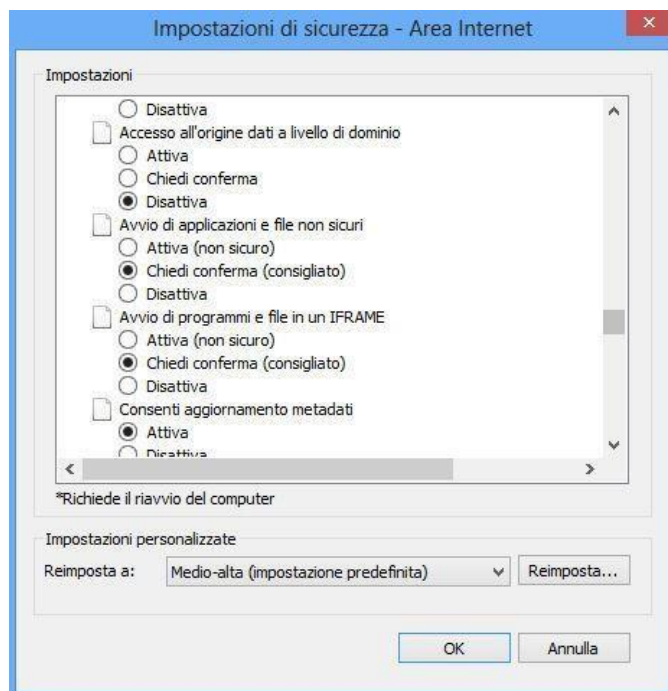 Impostazioni di sicurezza - Area Internet
Impostazioni
Disattiva
Accesso all'origine dati a livello di dominio
Attiva
Chiedi conferma
Disattiva
Avvio di applicazioni e file non sicuri
Attiva (non sicuro)
Chiedi conferma (consigliato)
Disattiva
Avvio di programmi e file in un IFRAME
Attiva (non sicuro)
Chiedi conferma (consigliato)
Disattiva
Consenti aggiornamento metadati
Attiva
Disattiva
*Richiede il riavvio del computer
Impostazioni personalizzate
Reimposta a: Medio-alta (impostazione predefinita) Reimposta...
OK Annulla